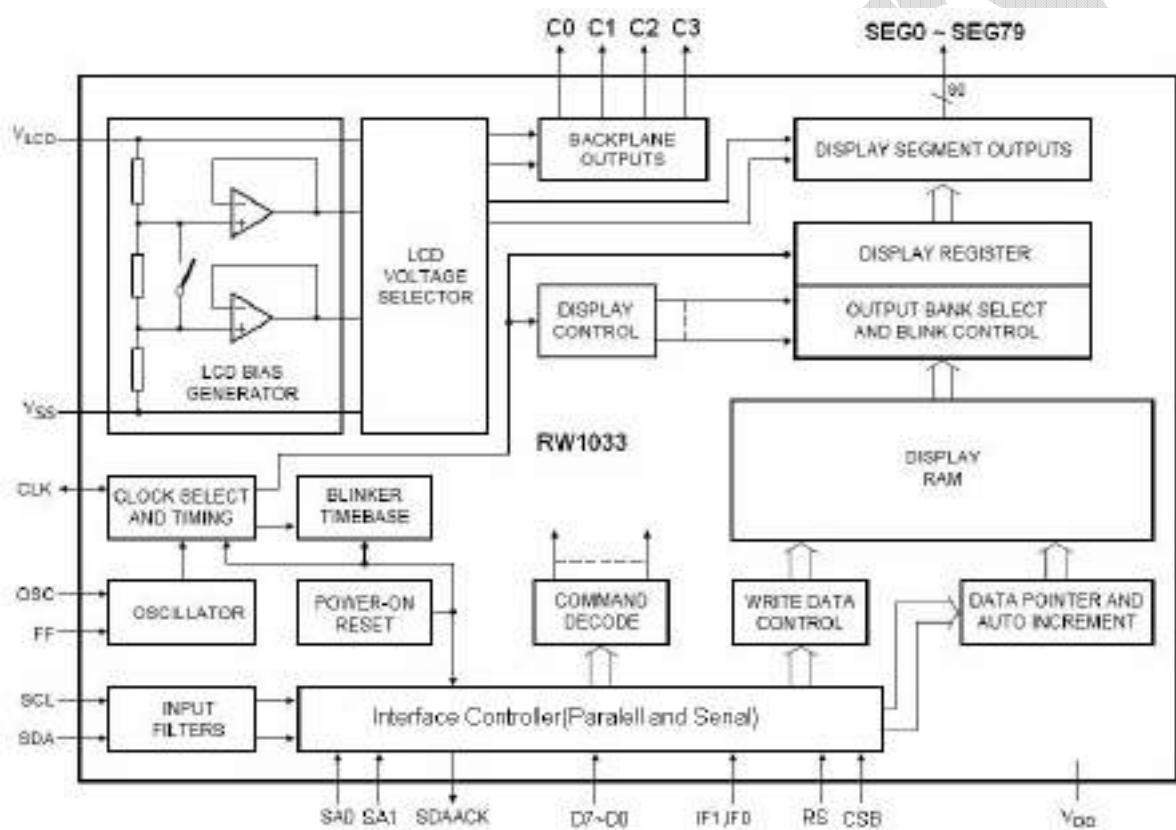 C0 C1 C2 C3
SEG0 ~ SEG79
80
VLCD
BACKPLANE
OUTPUTS
DISPLAY SEGMENT OUTPUTS
LCD
VOLTAGE
SELECTOR
DISPLAY REGISTER
DISPLAY
CONTROL
OUTPUT BANK SELECT
AND BLINK CONTROL
LCD BIAS
GENERATOR
VSS
RW1033
DISPLAY
RAM
CLK
CLOCK SELECT
AND TIMING
BLINKER
TIMEBASE
OSC
FF
OSCILLATOR
POWER-ON
RESET
COMMAND
DECODE
WRITE DATA
CONTROL
DATA POINTER AND
AUTO INCREMENT
SCL
SDA
INPUT
FILTERS
Interface Controller(Paralell and Serial)
SA0 SA1 SDAACK D7~D0 IF1,IF0 RS CSB VDD